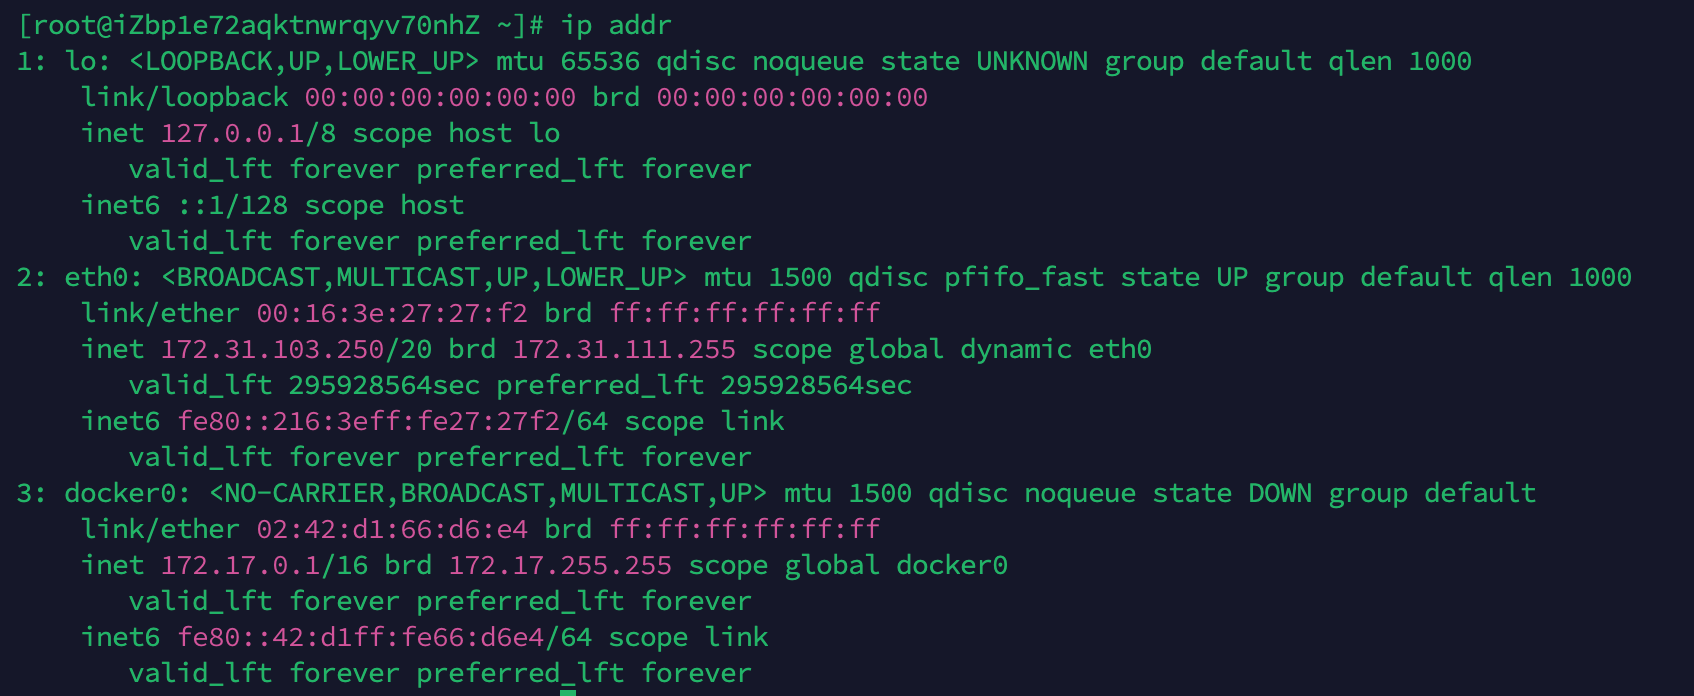 [root@iZbp1e72aqktnwrqyv70nhZ ~]# ip addr
1: lo: <LOOPBACK,UP,LOWER_UP> mtu 65536 qdisc noqueue state UNKNOWN group default qlen 1000
    link/loopback 00:00:00:00:00:00 brd 00:00:00:00:00:00
    inet 127.0.0.1/8 scope host lo
       valid_lft forever preferred_lft forever
    inet6 ::1/128 scope host
       valid_lft forever preferred_lft forever
2: eth0: <BROADCAST,MULTICAST,UP,LOWER_UP> mtu 1500 qdisc pfifo_fast state UP group default qlen 1000
    link/ether 00:16:3e:27:27:f2 brd ff:ff:ff:ff:ff:ff
    inet 172.31.103.250/20 brd 172.31.111.255 scope global dynamic eth0
       valid_lft 295928564sec preferred_lft 295928564sec
    inet6 fe80::216:3eff:fe27:27f2/64 scope link
       valid_lft forever preferred_lft forever
3: docker0: <NO-CARRIER,BROADCAST,MULTICAST,UP> mtu 1500 qdisc noqueue state DOWN group default
    link/ether 02:42:d1:66:d6:e4 brd ff:ff:ff:ff:ff:ff
    inet 172.17.0.1/16 brd 172.17.255.255 scope global docker0
       valid_lft forever preferred_lft forever
    inet6 fe80::42:d1ff:fe66:d6e4/64 scope link
       valid_lft forever preferred_lft forever